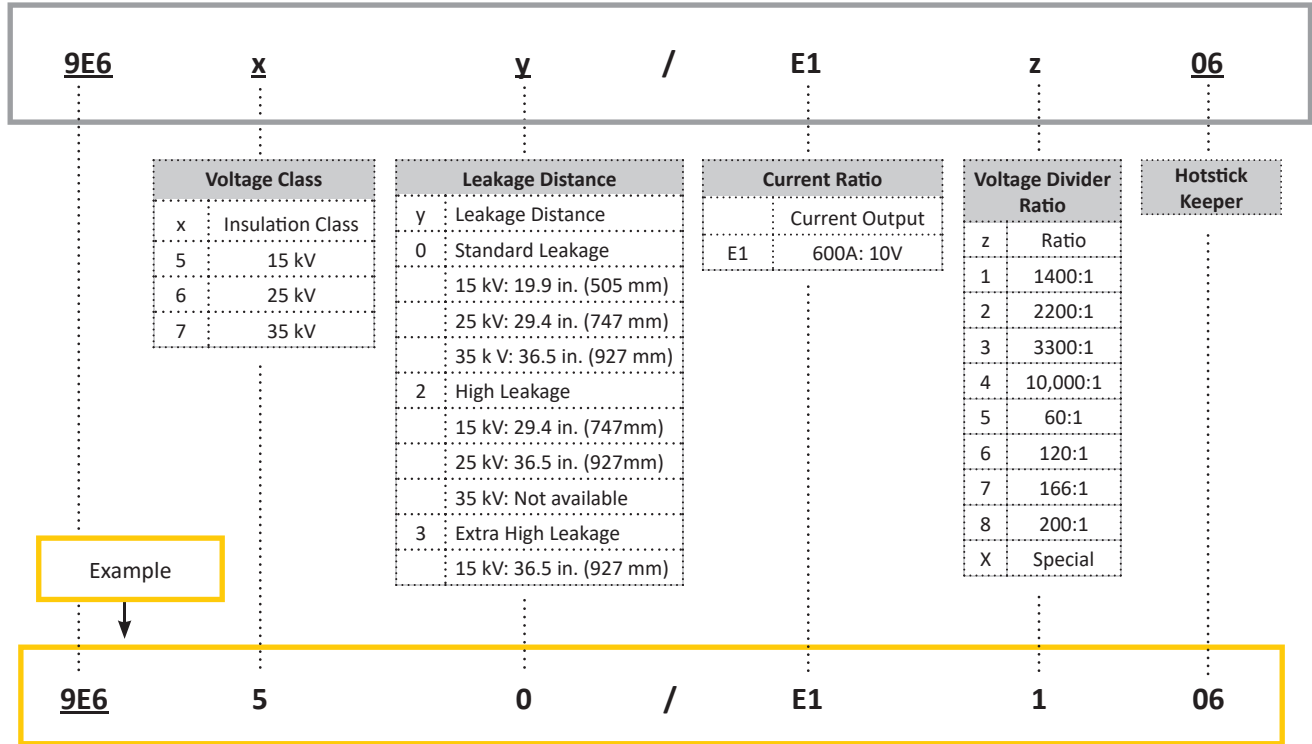 9E6 x y / E1 z 06
Voltage Class
x Insulation Class
5 15 kV
6 25 kV
7 35 kV
Leakage Distance
y Leakage Distance
0 Standard Leakage
15 kV: 19.9 in. (505 mm)
25 kV: 29.4 in. (747 mm)
35 k V: 36.5 in. (927 mm)
2 High Leakage
15 kV: 29.4 in. (747mm)
25 kV: 36.5 in. (927mm)
35 kV: Not available
3 Extra High Leakage
15 kV: 36.5 in. (927 mm)
Current Ratio
Current Output
E1 600A: 10V
Voltage Divider
Ratio
z Ratio
1 1400:1
2 2200:1
3 3300:1
4 10,000:1
5 60:1
6 120:1
7 166:1
8 200:1
X Special
Hotstick
Keeper
Example
9E6 5 0 / E1 1 06